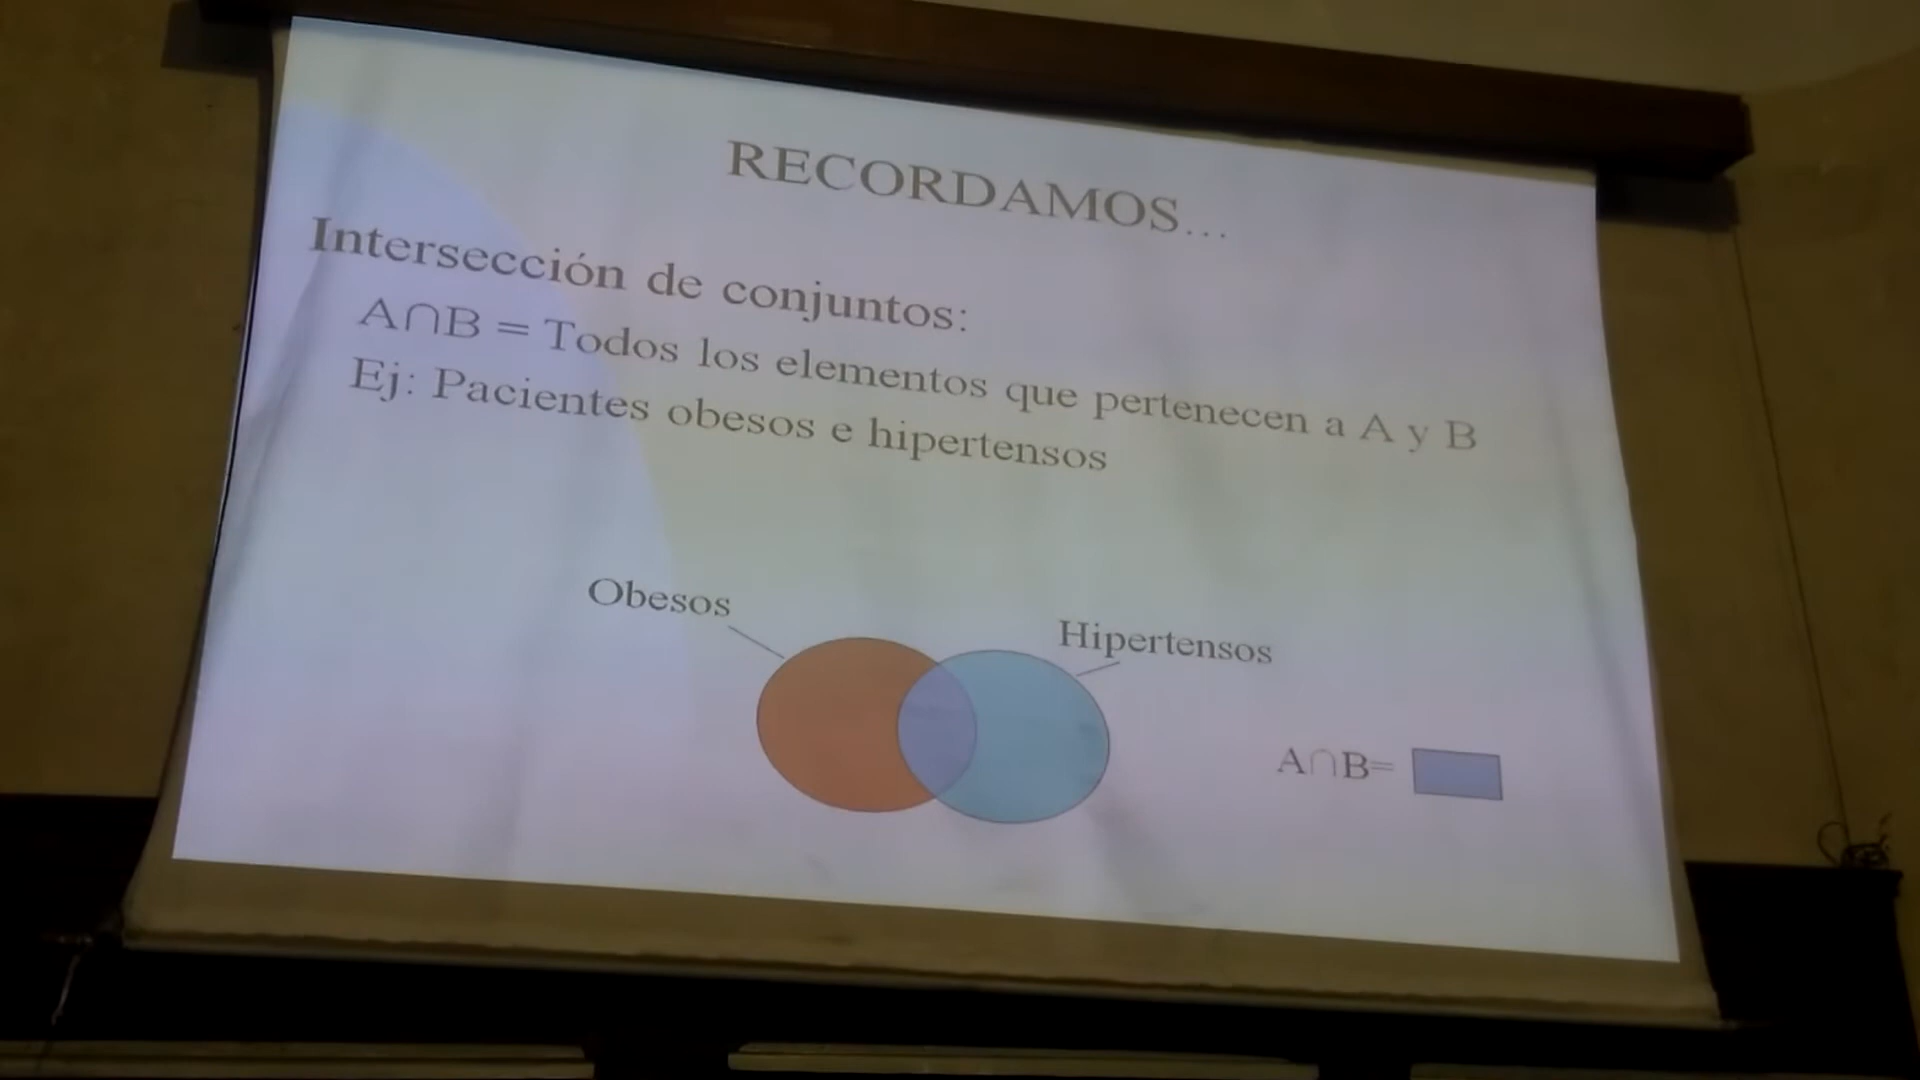 RECORDAMOS...
Intersección de conjuntos:
A∩B = Todos los elementos que pertenecen a A y B
Ej: Pacientes obesos e hipertensos
Obesos
Hipertensos
A∩B=